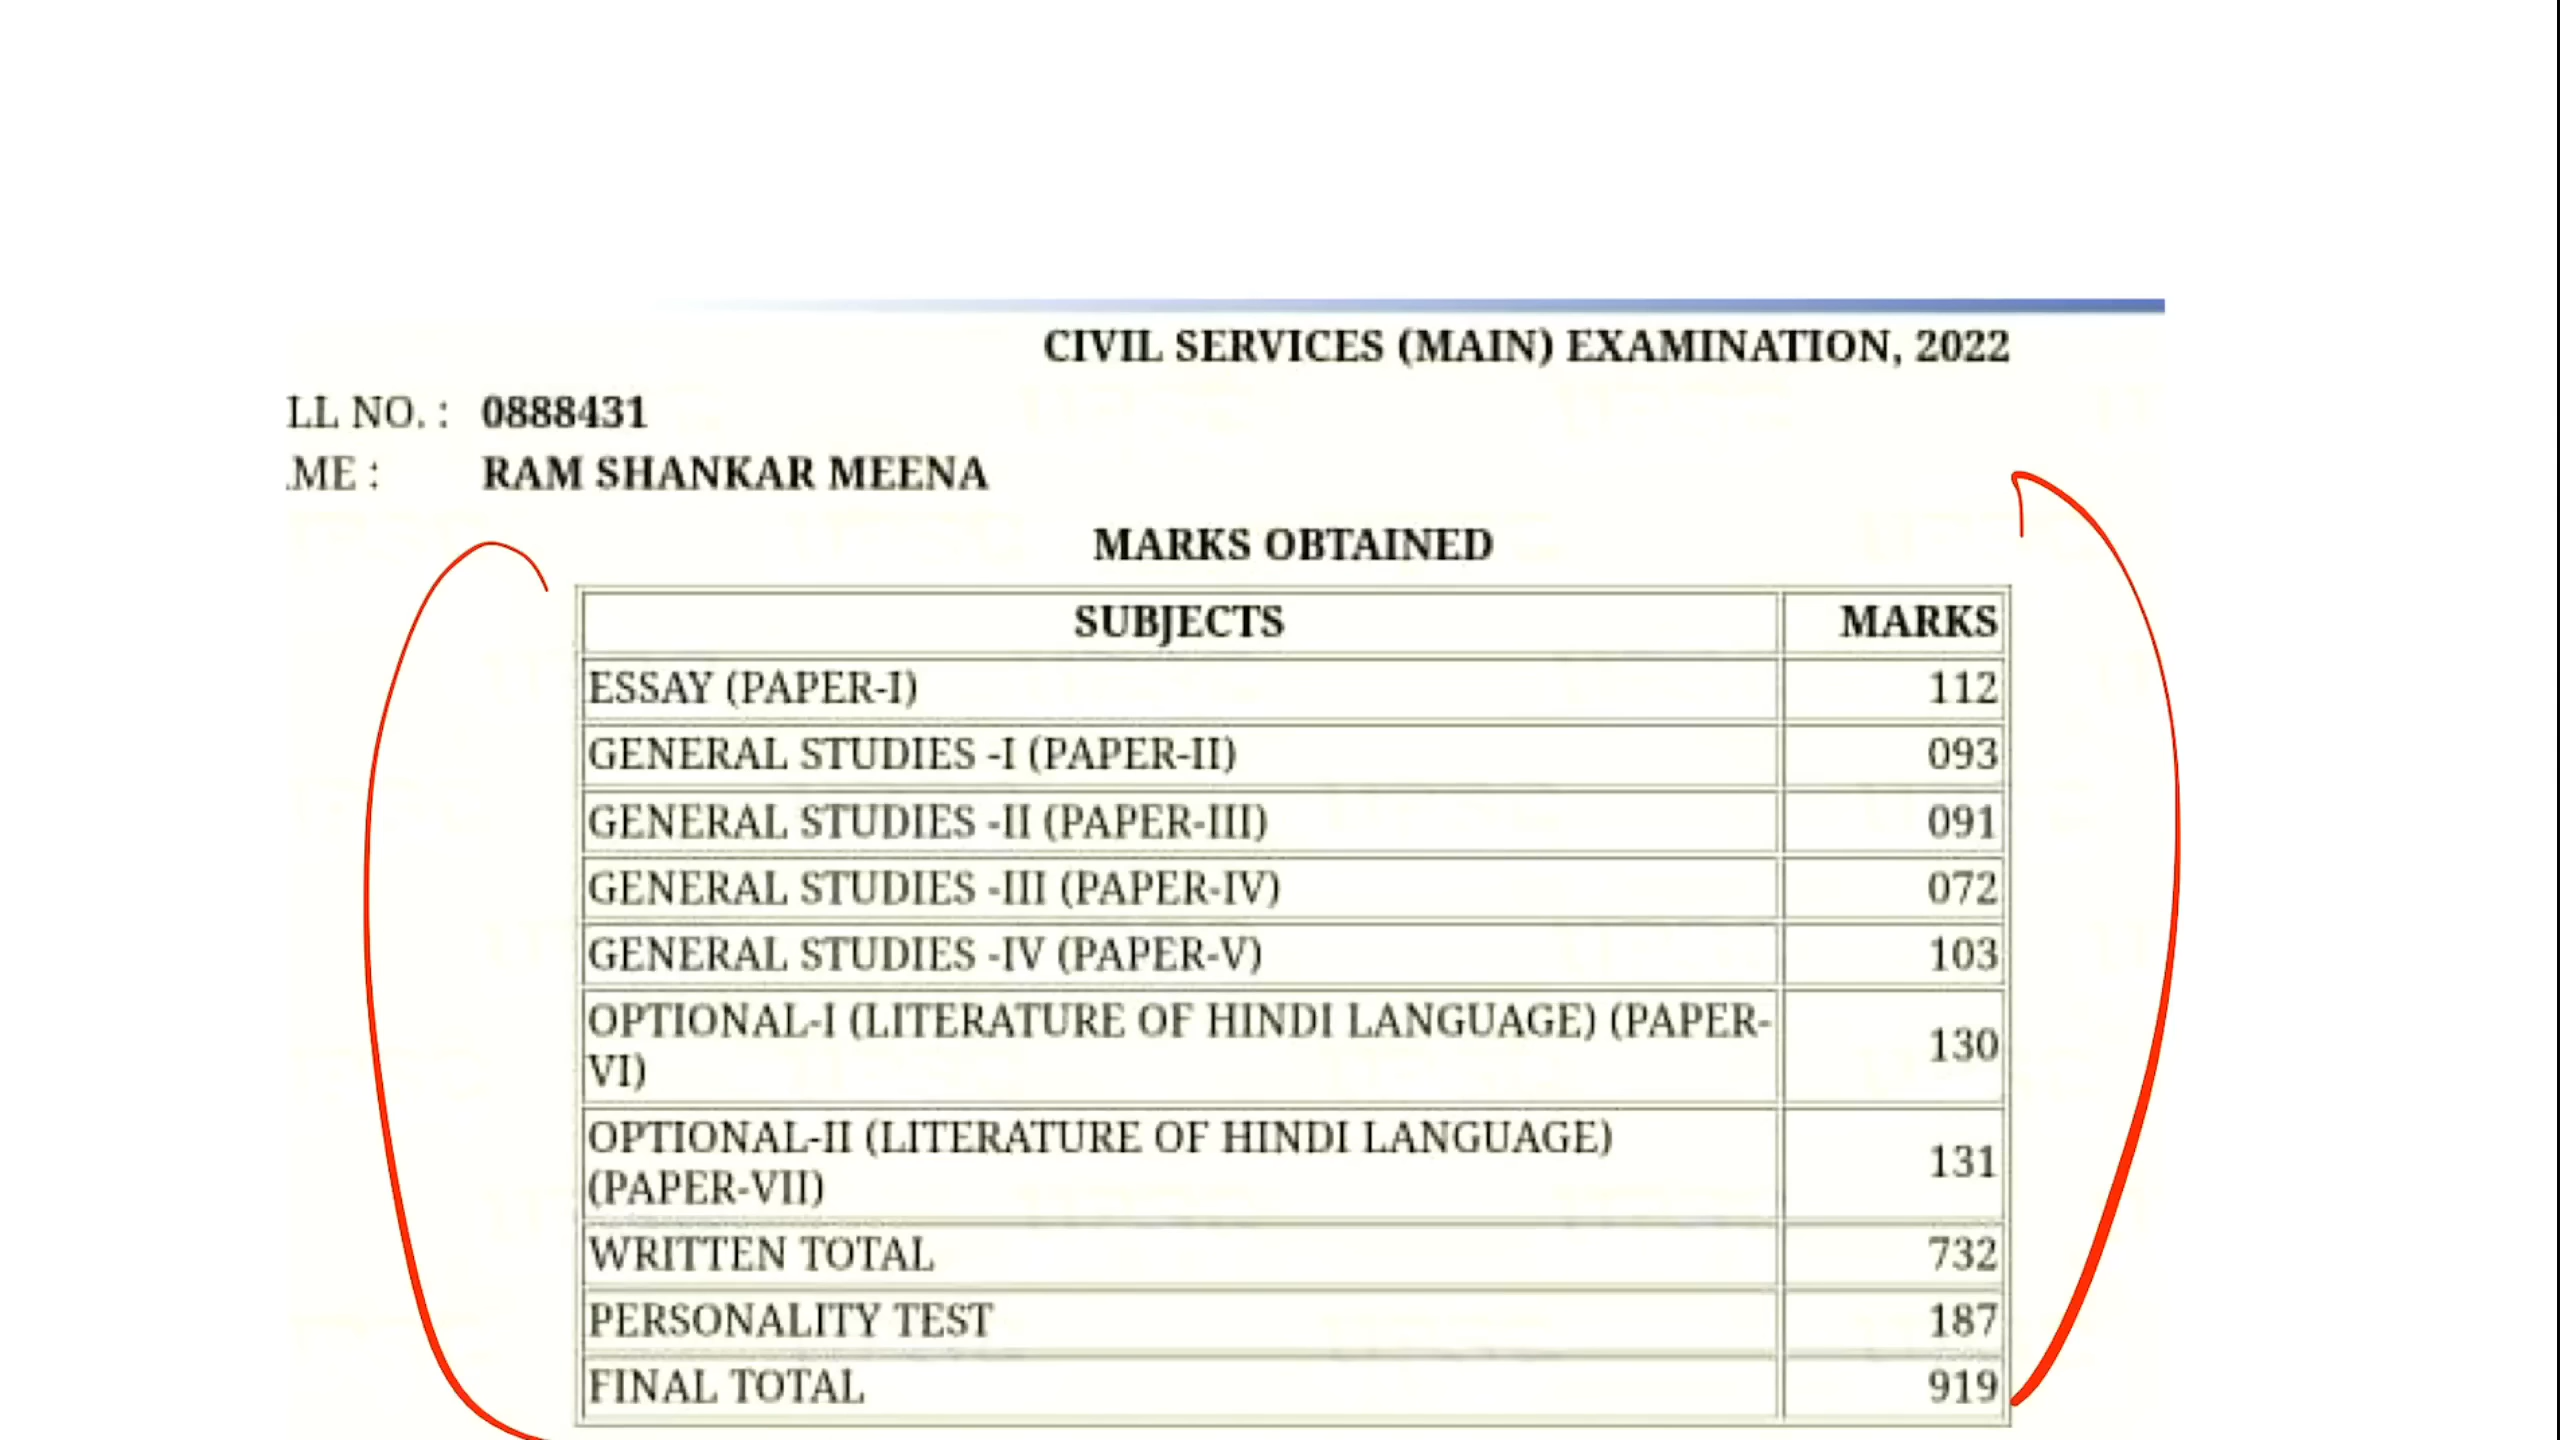 CIVIL SERVICES (MAIN) EXAMINATION, 2022
LL NO. : 0888431
ME : RAM SHANKAR MEENA
MARKS OBTAINED
SUBJECTS MARKS
ESSAY (PAPER-I) 112
GENERAL STUDIES -I (PAPER-II) 093
GENERAL STUDIES -II (PAPER-III) 091
GENERAL STUDIES -III (PAPER-IV) 072
GENERAL STUDIES -IV (PAPER-V) 103
OPTIONAL-I (LITERATURE OF HINDI LANGUAGE) (PAPER-
VI) 130
OPTIONAL-II (LITERATURE OF HINDI LANGUAGE)
(PAPER-VII) 131
WRITTEN TOTAL 732
PERSONALITY TEST 187
FINAL TOTAL 919